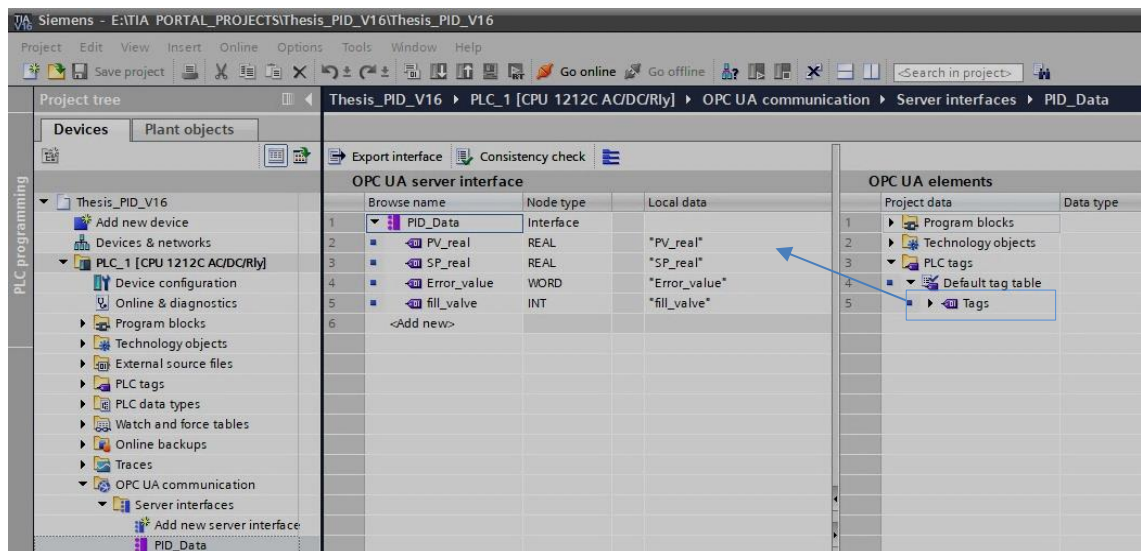 Siemens - E:\TIA PORTAL_PROJECTS\Thesis_PID_V16\Thesis_PID_V16
Project Edit View Insert Online Options Tools Window Help
Save project Go online Go offline <Search in project>
Project tree
Thesis_PID_V16 PLC_1 [CPU 1212C AC/DC/Rly] OPC UA communication Server interfaces PID_Data
Devices Plant objects
Export interface Consistency check
PLC programming
Thesis_PID_V16
Add new device
Devices & networks
PLC_1 [CPU 1212C AC/DC/Rly]
Device configuration
Online & diagnostics
Program blocks
Technology objects
External source files
PLC tags
PLC data types
Watch and force tables
Online backups
Traces
OPC UA communication
Server interfaces
Add new server interface
PID_Data
OPC UA server interface
Browse name Node type Local data
1 PID_Data Interface
2 PV_real REAL "PV_real"
3 SP_real REAL "SP_real"
4 Error_value WORD "Error_value"
5 fill_valve INT "fill_valve"
6 <Add new>
OPC UA elements
Project data Data type
1 Program blocks
2 Technology objects
3 PLC tags
4 Default tag table
5 Tags